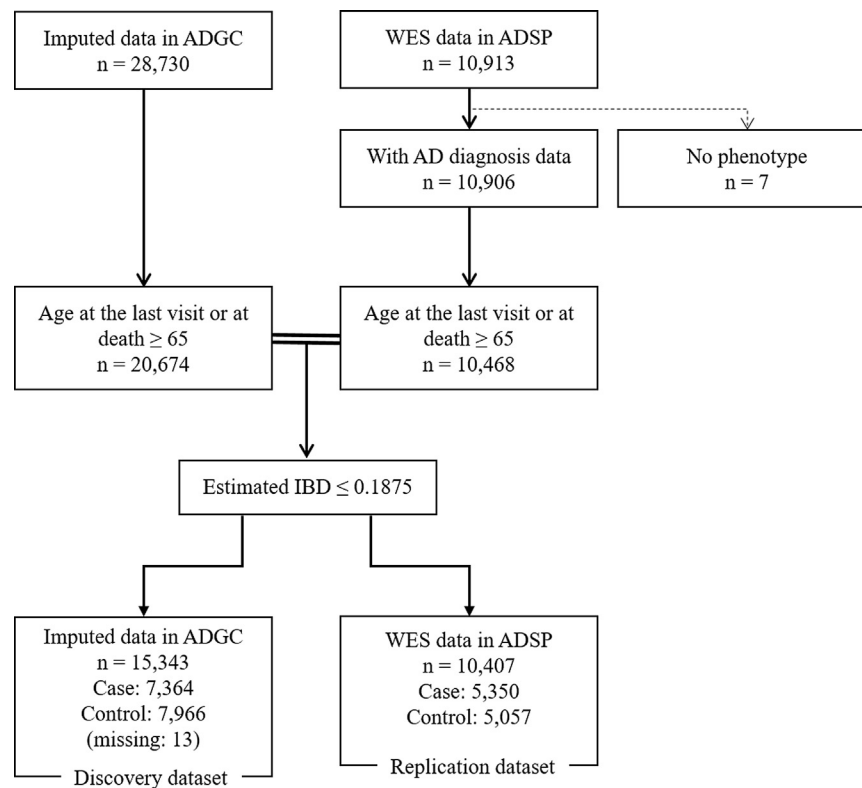 Imputed data in ADGC
n = 28,730
WES data in ADSP
n = 10,913
With AD diagnosis data
n = 10,906
No phenotype
n = 7
Age at the last visit or at
death ≥ 65
n = 20,674
Age at the last visit or at
death ≥ 65
n = 10,468
Estimated IBD ≤ 0.1875
Imputed data in ADGC
n = 15,343
Case: 7,364
Control: 7,966
(missing: 13)
Discovery dataset
WES data in ADSP
n = 10,407
Case: 5,350
Control: 5,057
Replication dataset